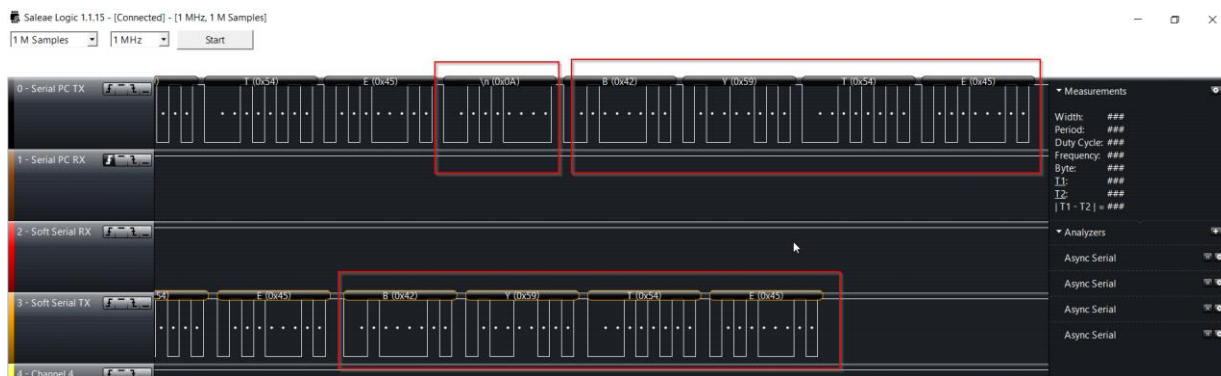 Saleae Logic 1.1.15 - [Connected] - [1 MHz, 1 M Samples]
1 M Samples 1 MHz Start
T (0x54) E (0x45) \n (0x0A) B (0x42) Y (0x59) T (0x54) E (0x45)
0 - Serial PC TX
1 - Serial PC RX
2 - Soft Serial RX
54) E (0x45) B (0x42) Y (0x59) T (0x54) E (0x45)
3 - Soft Serial TX
4 - Channel 4
Measurements
Width: ###
Period: ###
Duty Cycle: ###
Frequency: ###
Byte: ###
T1: ###
T2: ###
| T1 - T2 | = ###
Analyzers
Async Serial
Async Serial
Async Serial
Async Serial